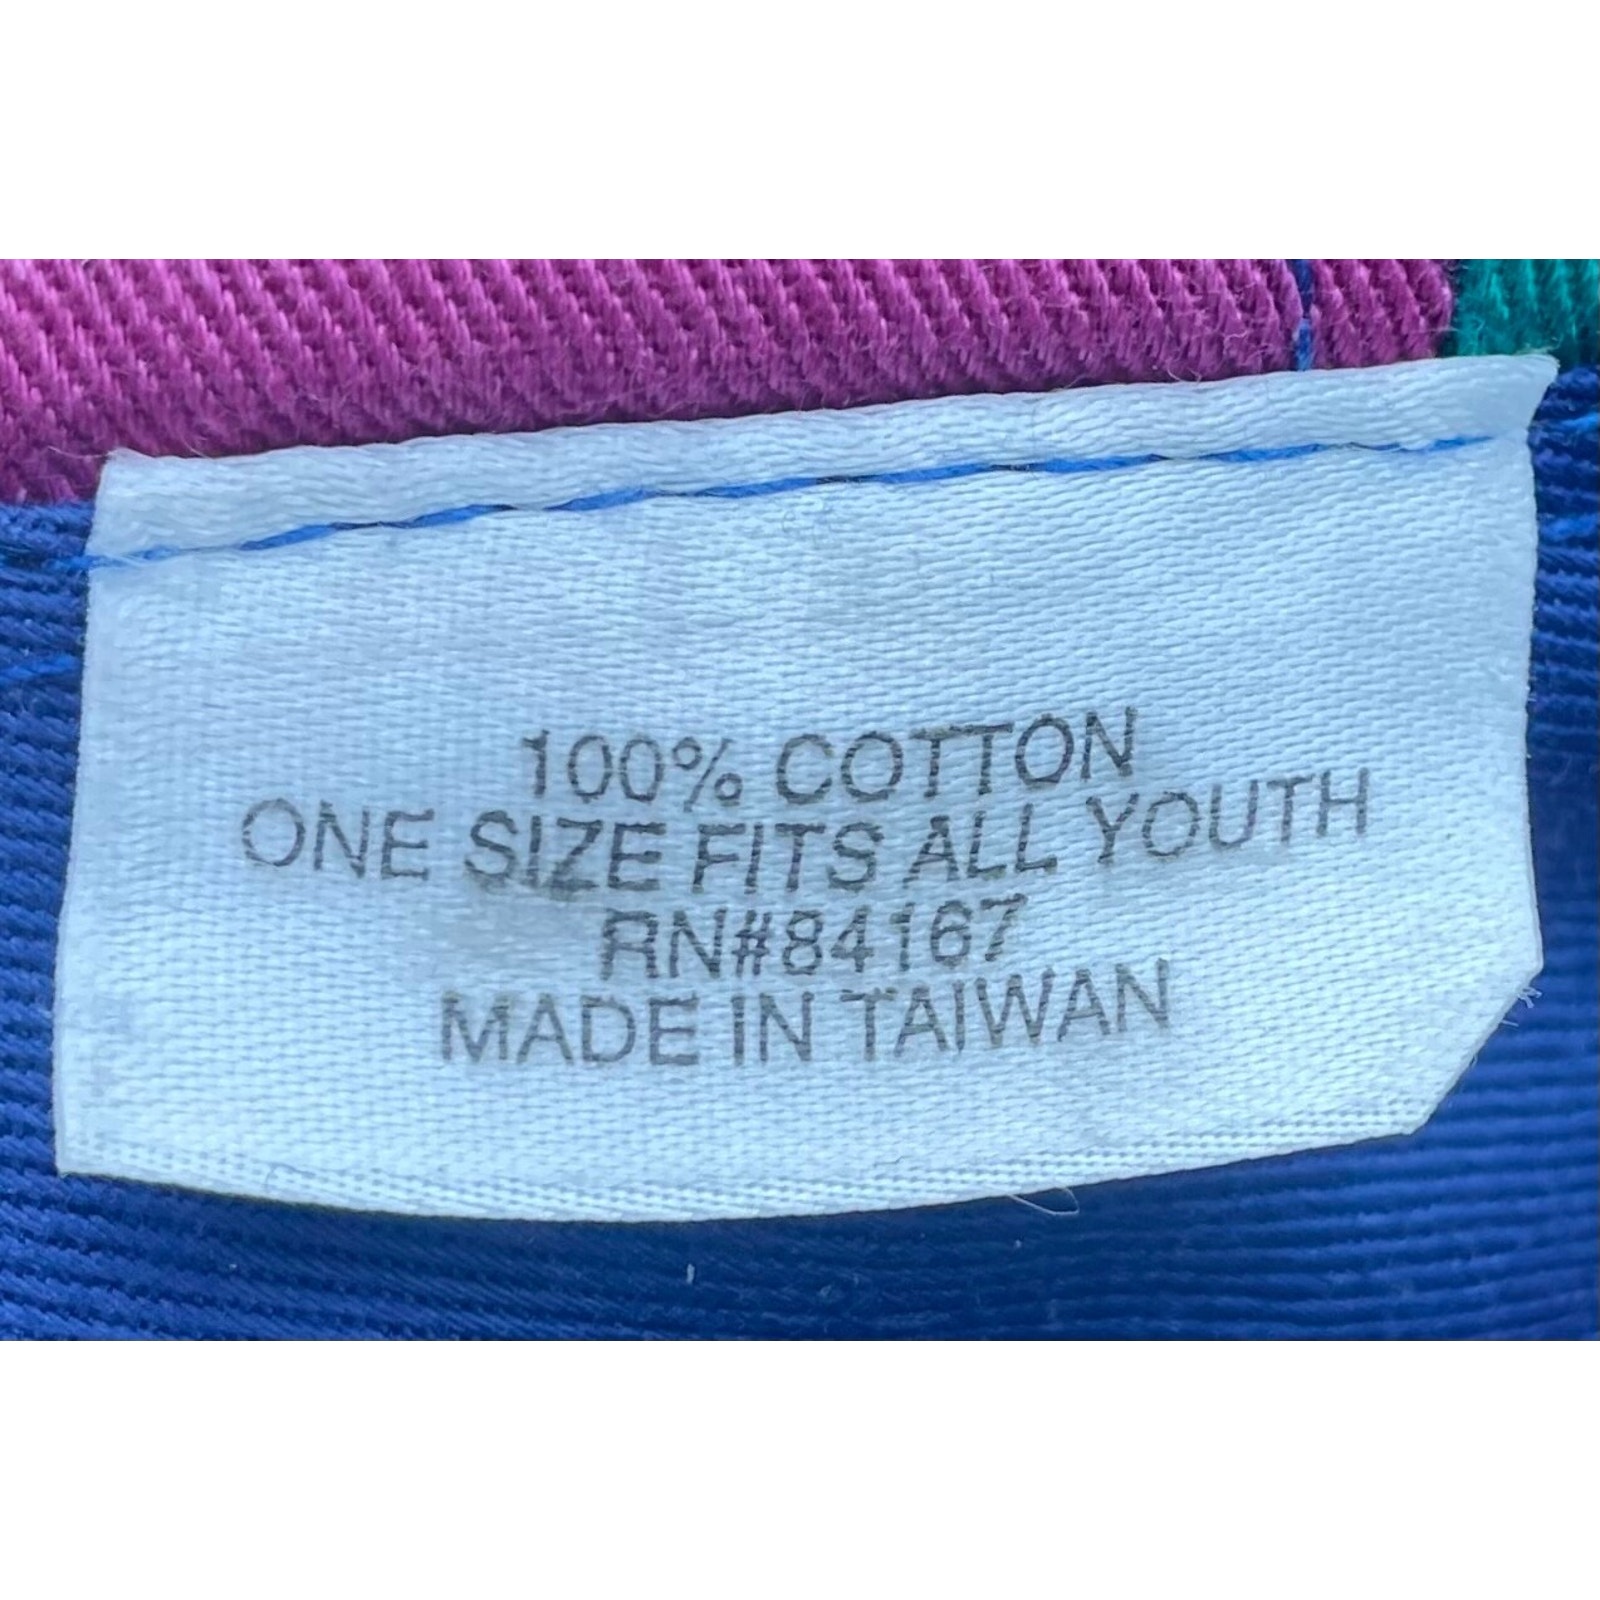 100% COTTON
ONE SIZE FITS ALL YOUTH
RN#84167
MADE IN TAIWAN